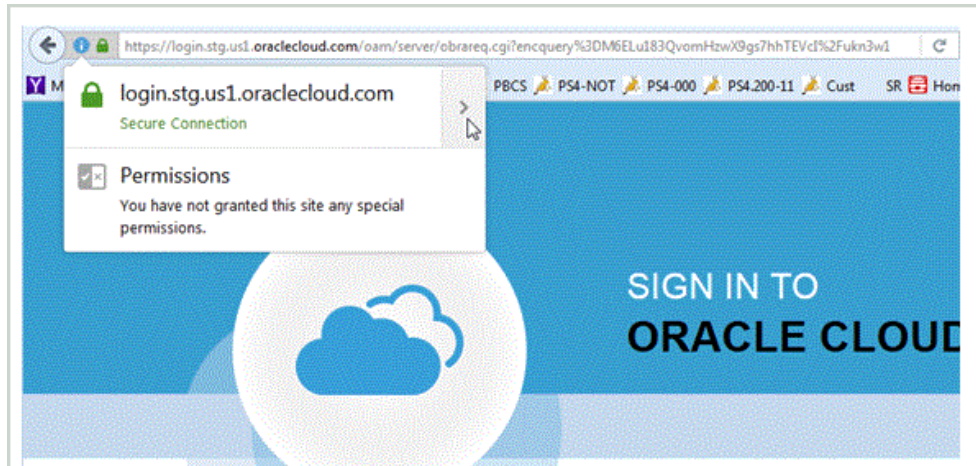 https://login.stg.us1.oraclecloud.com/oam/server/obrareq.cgi?encquery%3DM6ELu183QvomHzwX9gs7hhTEVcI%2Fukn3w1
M
PBCS PS4-NOT PS4-000 PS4.200-11 Cust SR Hon
login.stg.us1.oraclecloud.com
Secure Connection
Permissions
You have not granted this site any special
permissions.
SIGN IN TO
ORACLE CLOUD